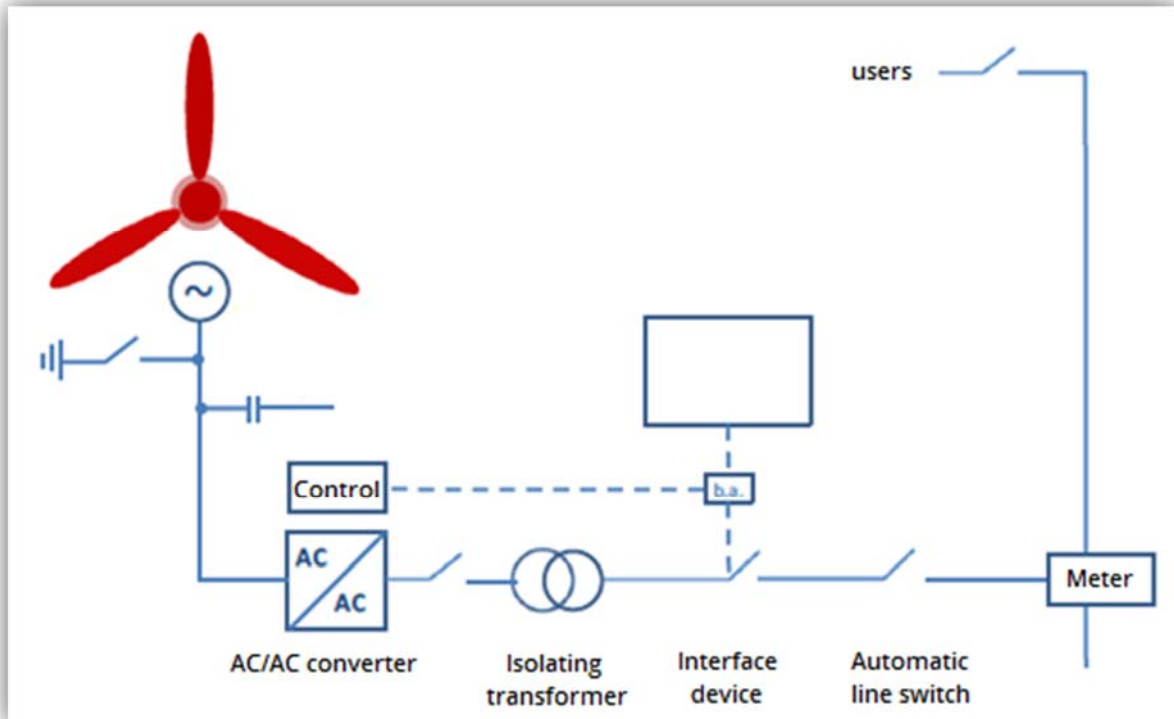 users
~
Control
b.a.
AC
AC
Meter
AC/AC converter
Isolating
transformer
Interface
device
Automatic
line switch